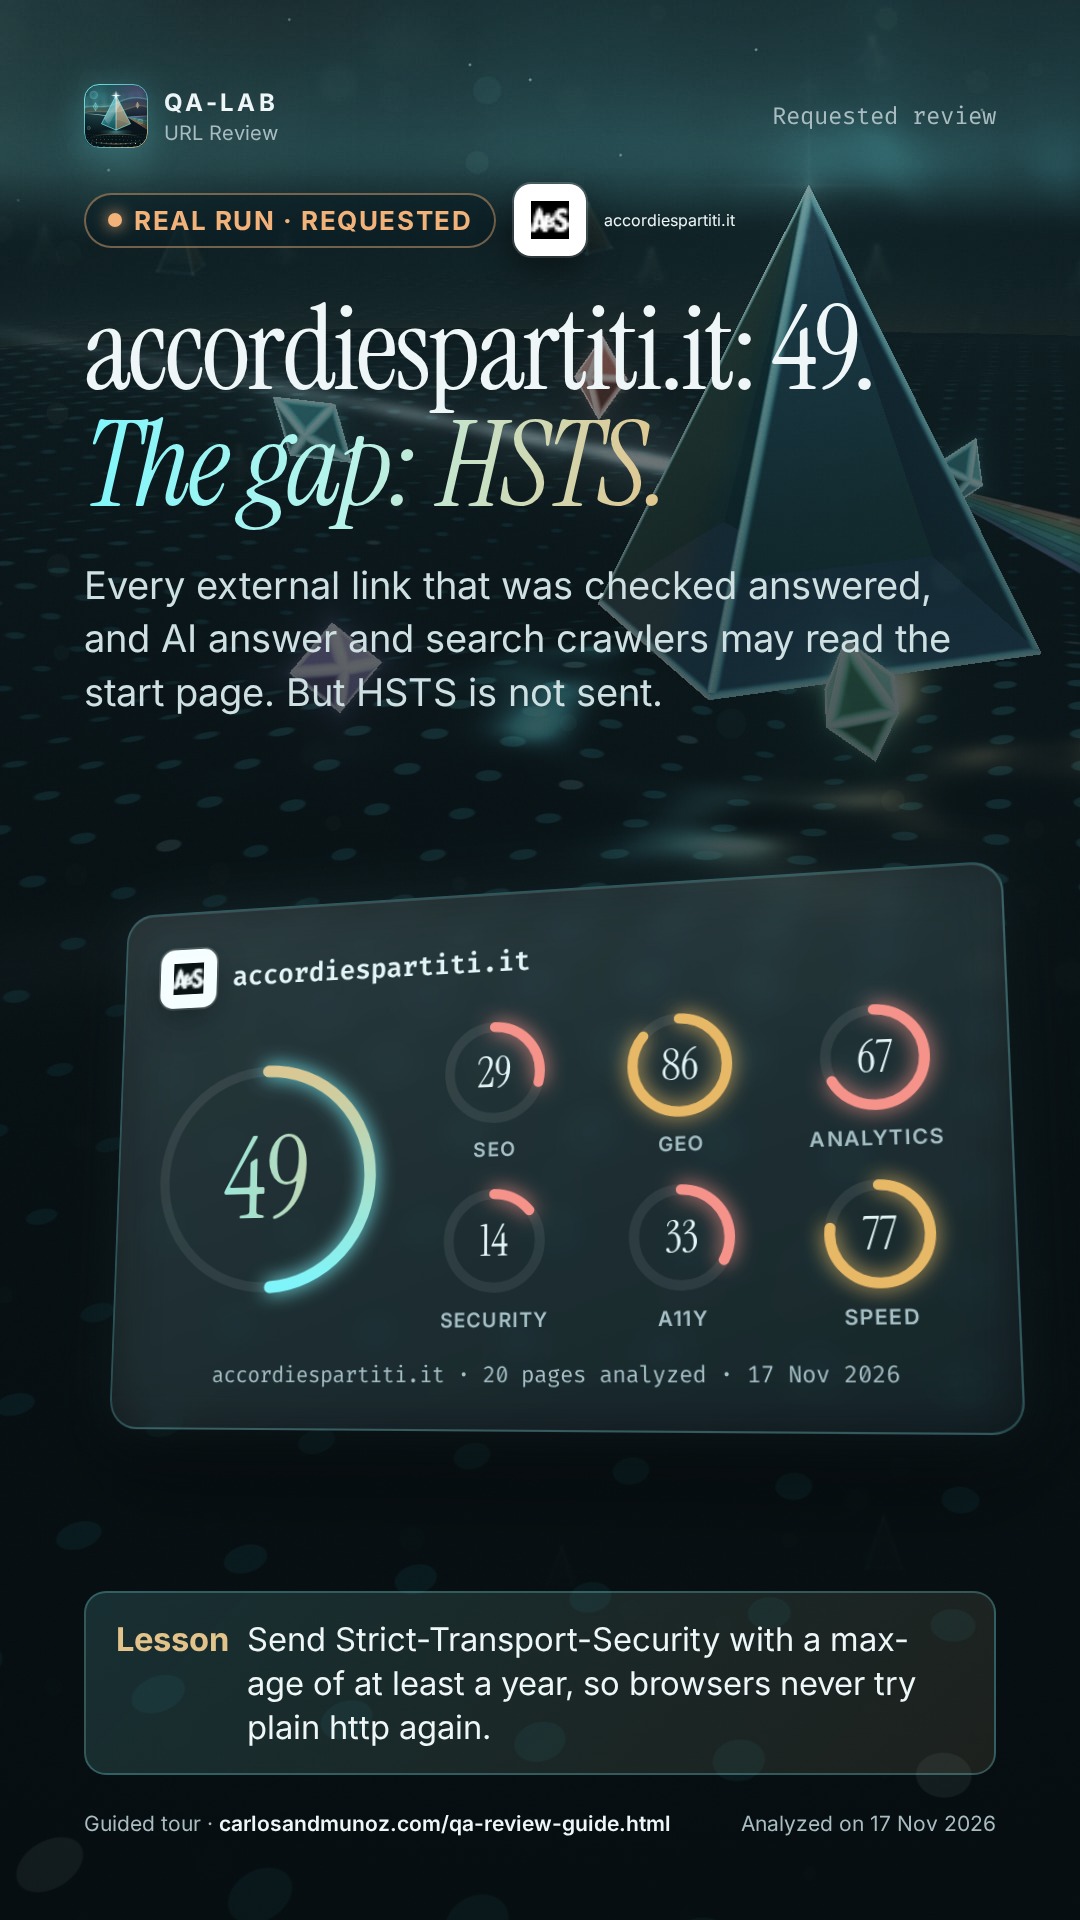 QA-LAB
URL Review
Requested review
REAL RUN · REQUESTED
A&S
accordiespartiti.it
accordiespartiti.it: 49.
The gap: HSTS.
Every external link that was checked answered,
and AI answer and search crawlers may read the
start page. But HSTS is not sent.
A&S
accordiespartiti.it
49
29
SEO
86
GEO
67
ANALYTICS
14
SECURITY
33
A11Y
77
SPEED
accordiespartiti.it · 20 pages analyzed · 17 Nov 2026
Lesson Send Strict-Transport-Security with a max-
age of at least a year, so browsers never try
plain http again.
Guided tour · carlosandmunoz.com/qa-review-guide.html
Analyzed on 17 Nov 2026